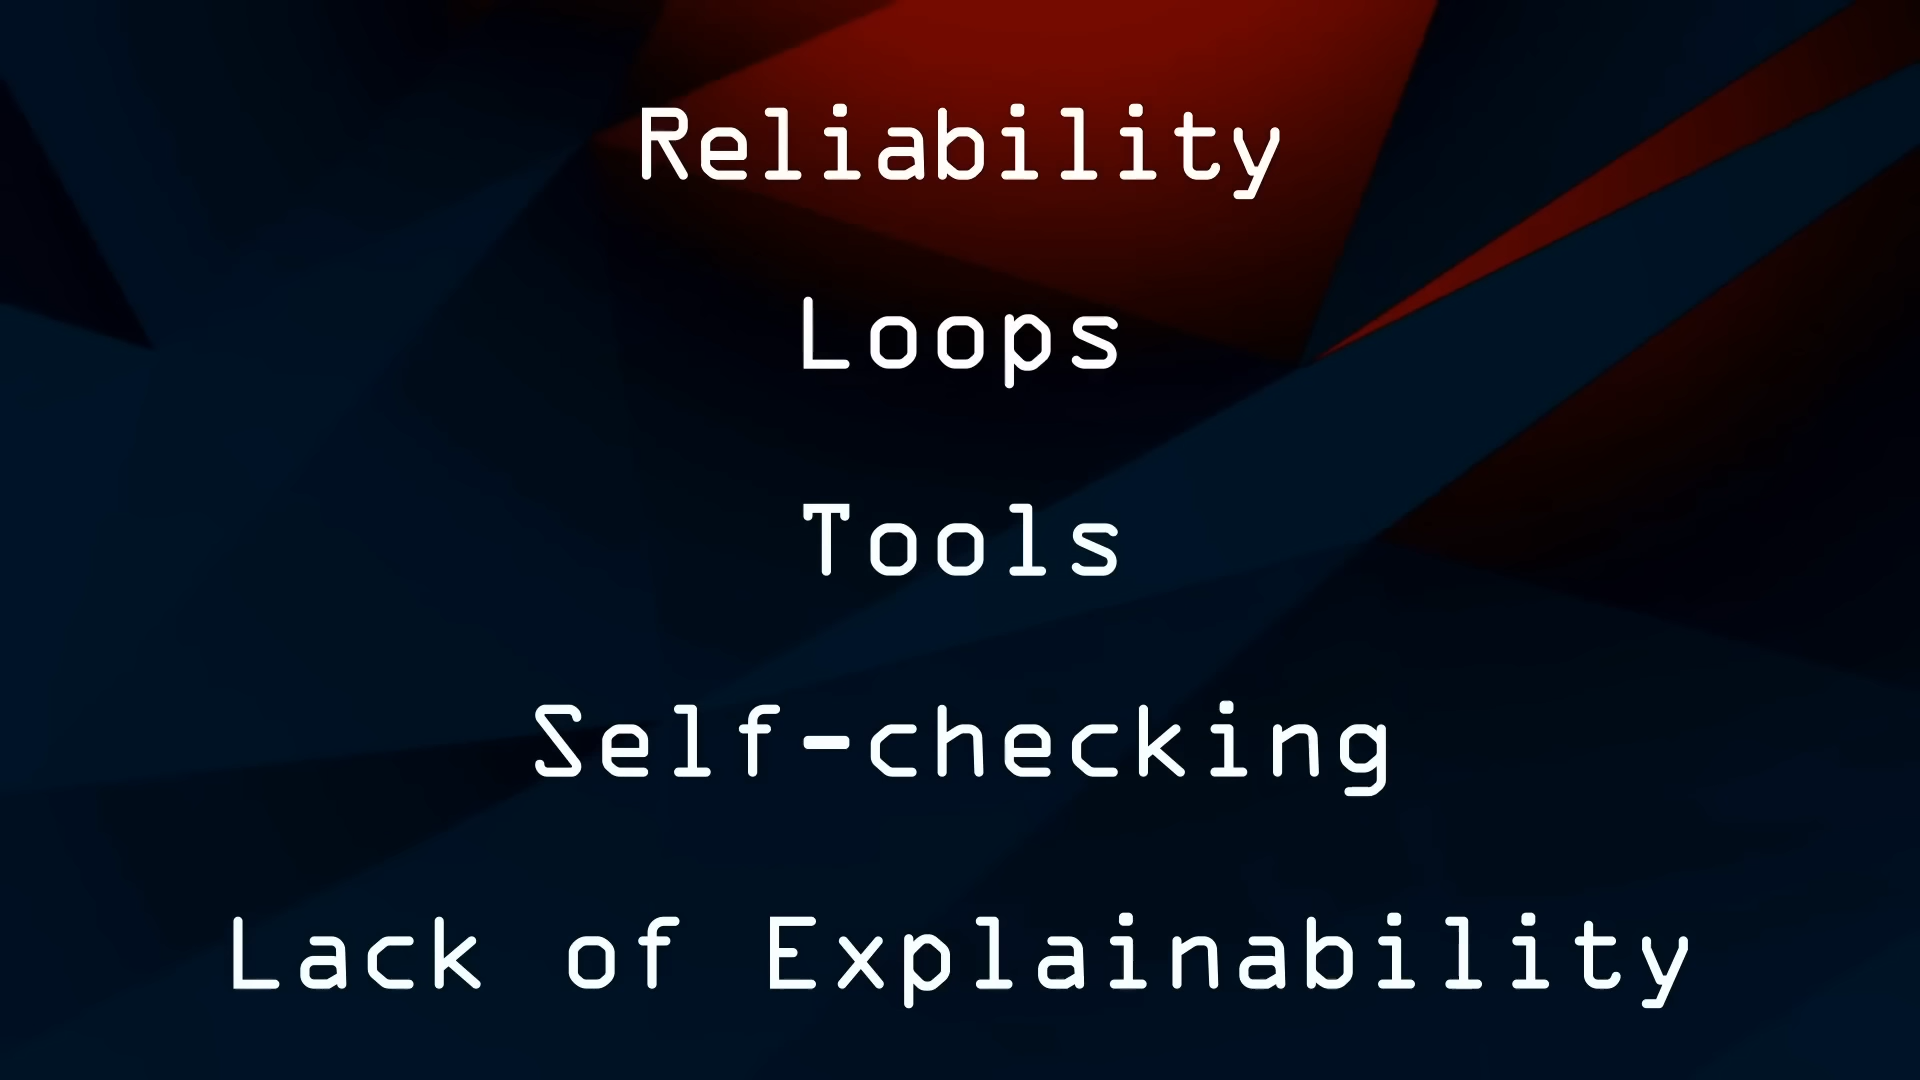 Reliability
Loops
Tools
Self-checking
Lack of Explainability